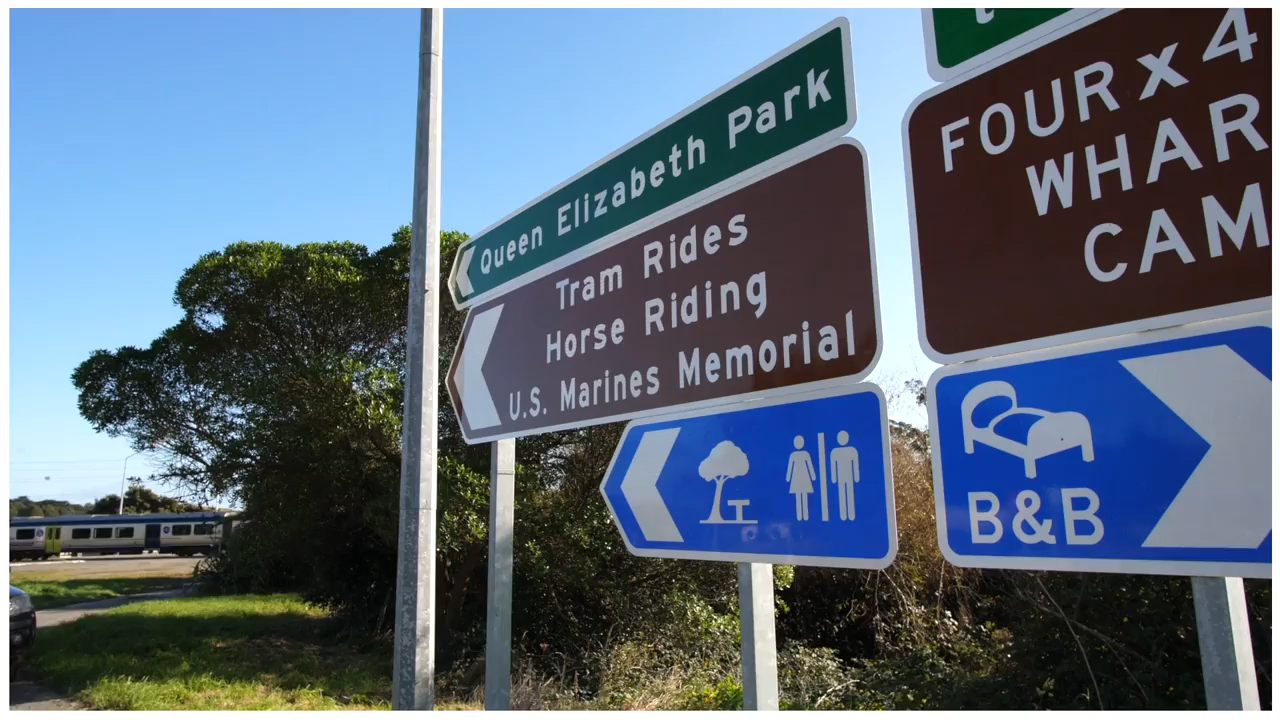 Queen Elizabeth Park
Tram Rides
Horse Riding
U.S. Marines Memorial
FOUR x 4
B&B